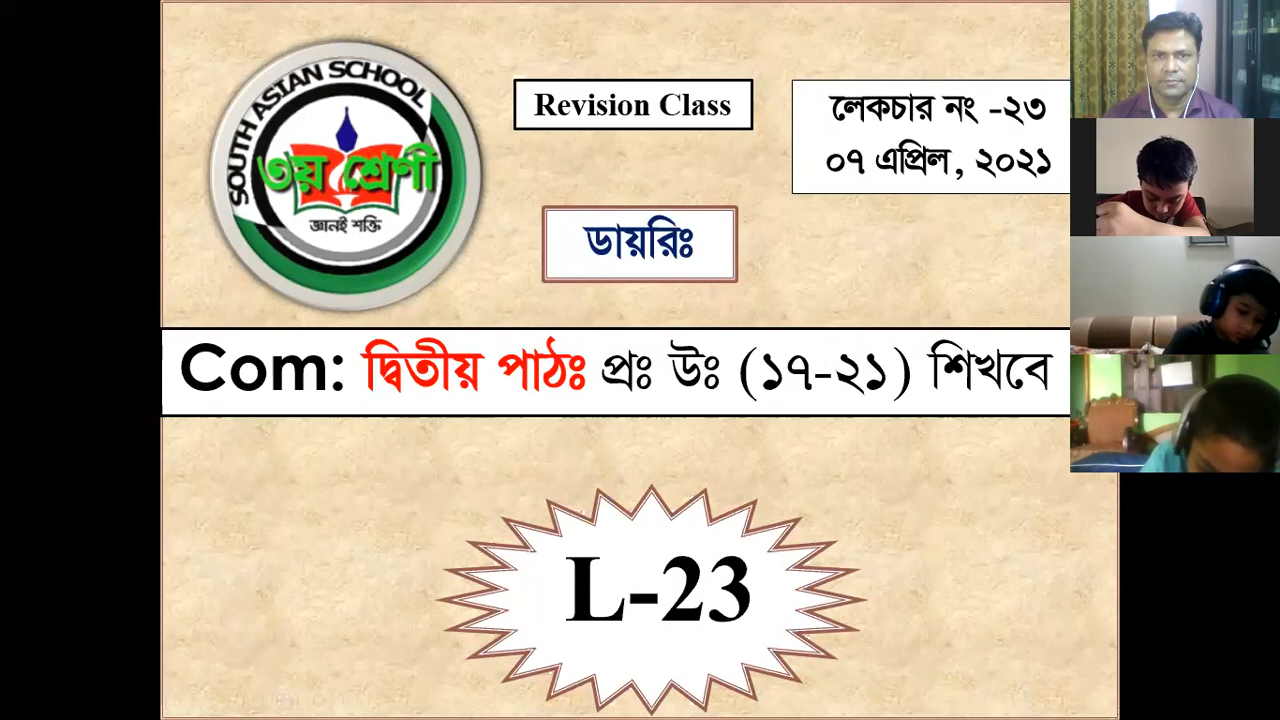 SOUTH ASIAN SCHOOL
৩য় শ্রেণী
জ্ঞানই শক্তি
Revision Class
লেকচার নং -২৩
০৭ এপ্রিল, ২০২১
ডায়রিঃ
Com: দ্বিতীয় পাঠঃ প্রঃ উঃ (১৭-২১) শিখবে
L-23